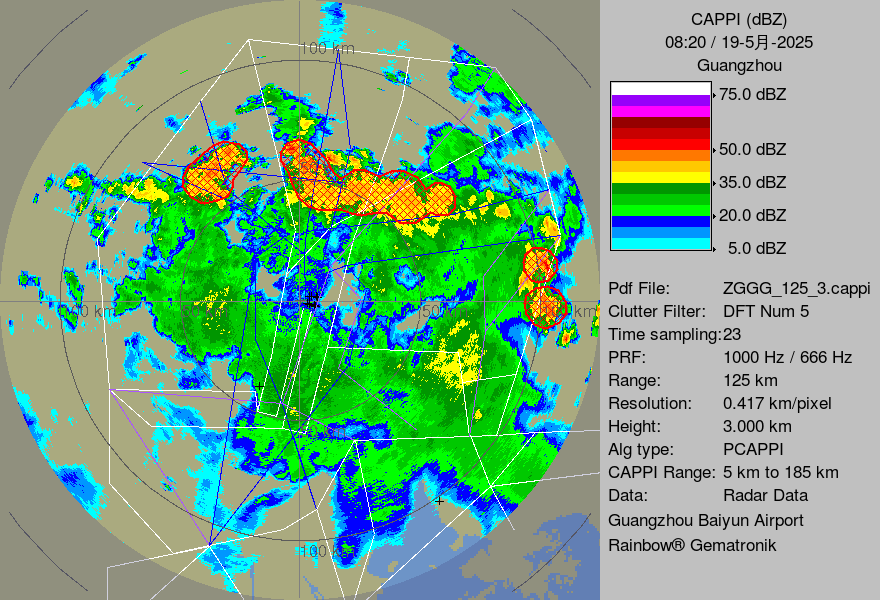 CAPPI (dBZ)
08:20 / 19-5月-2025
Guangzhou
75.0 dBZ
50.0 dBZ
35.0 dBZ
20.0 dBZ
5.0 dBZ
Pdf File: ZGGG_125_3.cappi
Clutter Filter: DFT Num 5
Time sampling:23
PRF: 1000 Hz / 666 Hz
Range: 125 km
Resolution: 0.417 km/pixel
Height: 3.000 km
Alg type: PCAPPI
CAPPI Range: 5 km to 185 km
Data: Radar Data
Guangzhou Baiyun Airport
Rainbow® Gematronik
100 km
100 km
100 km